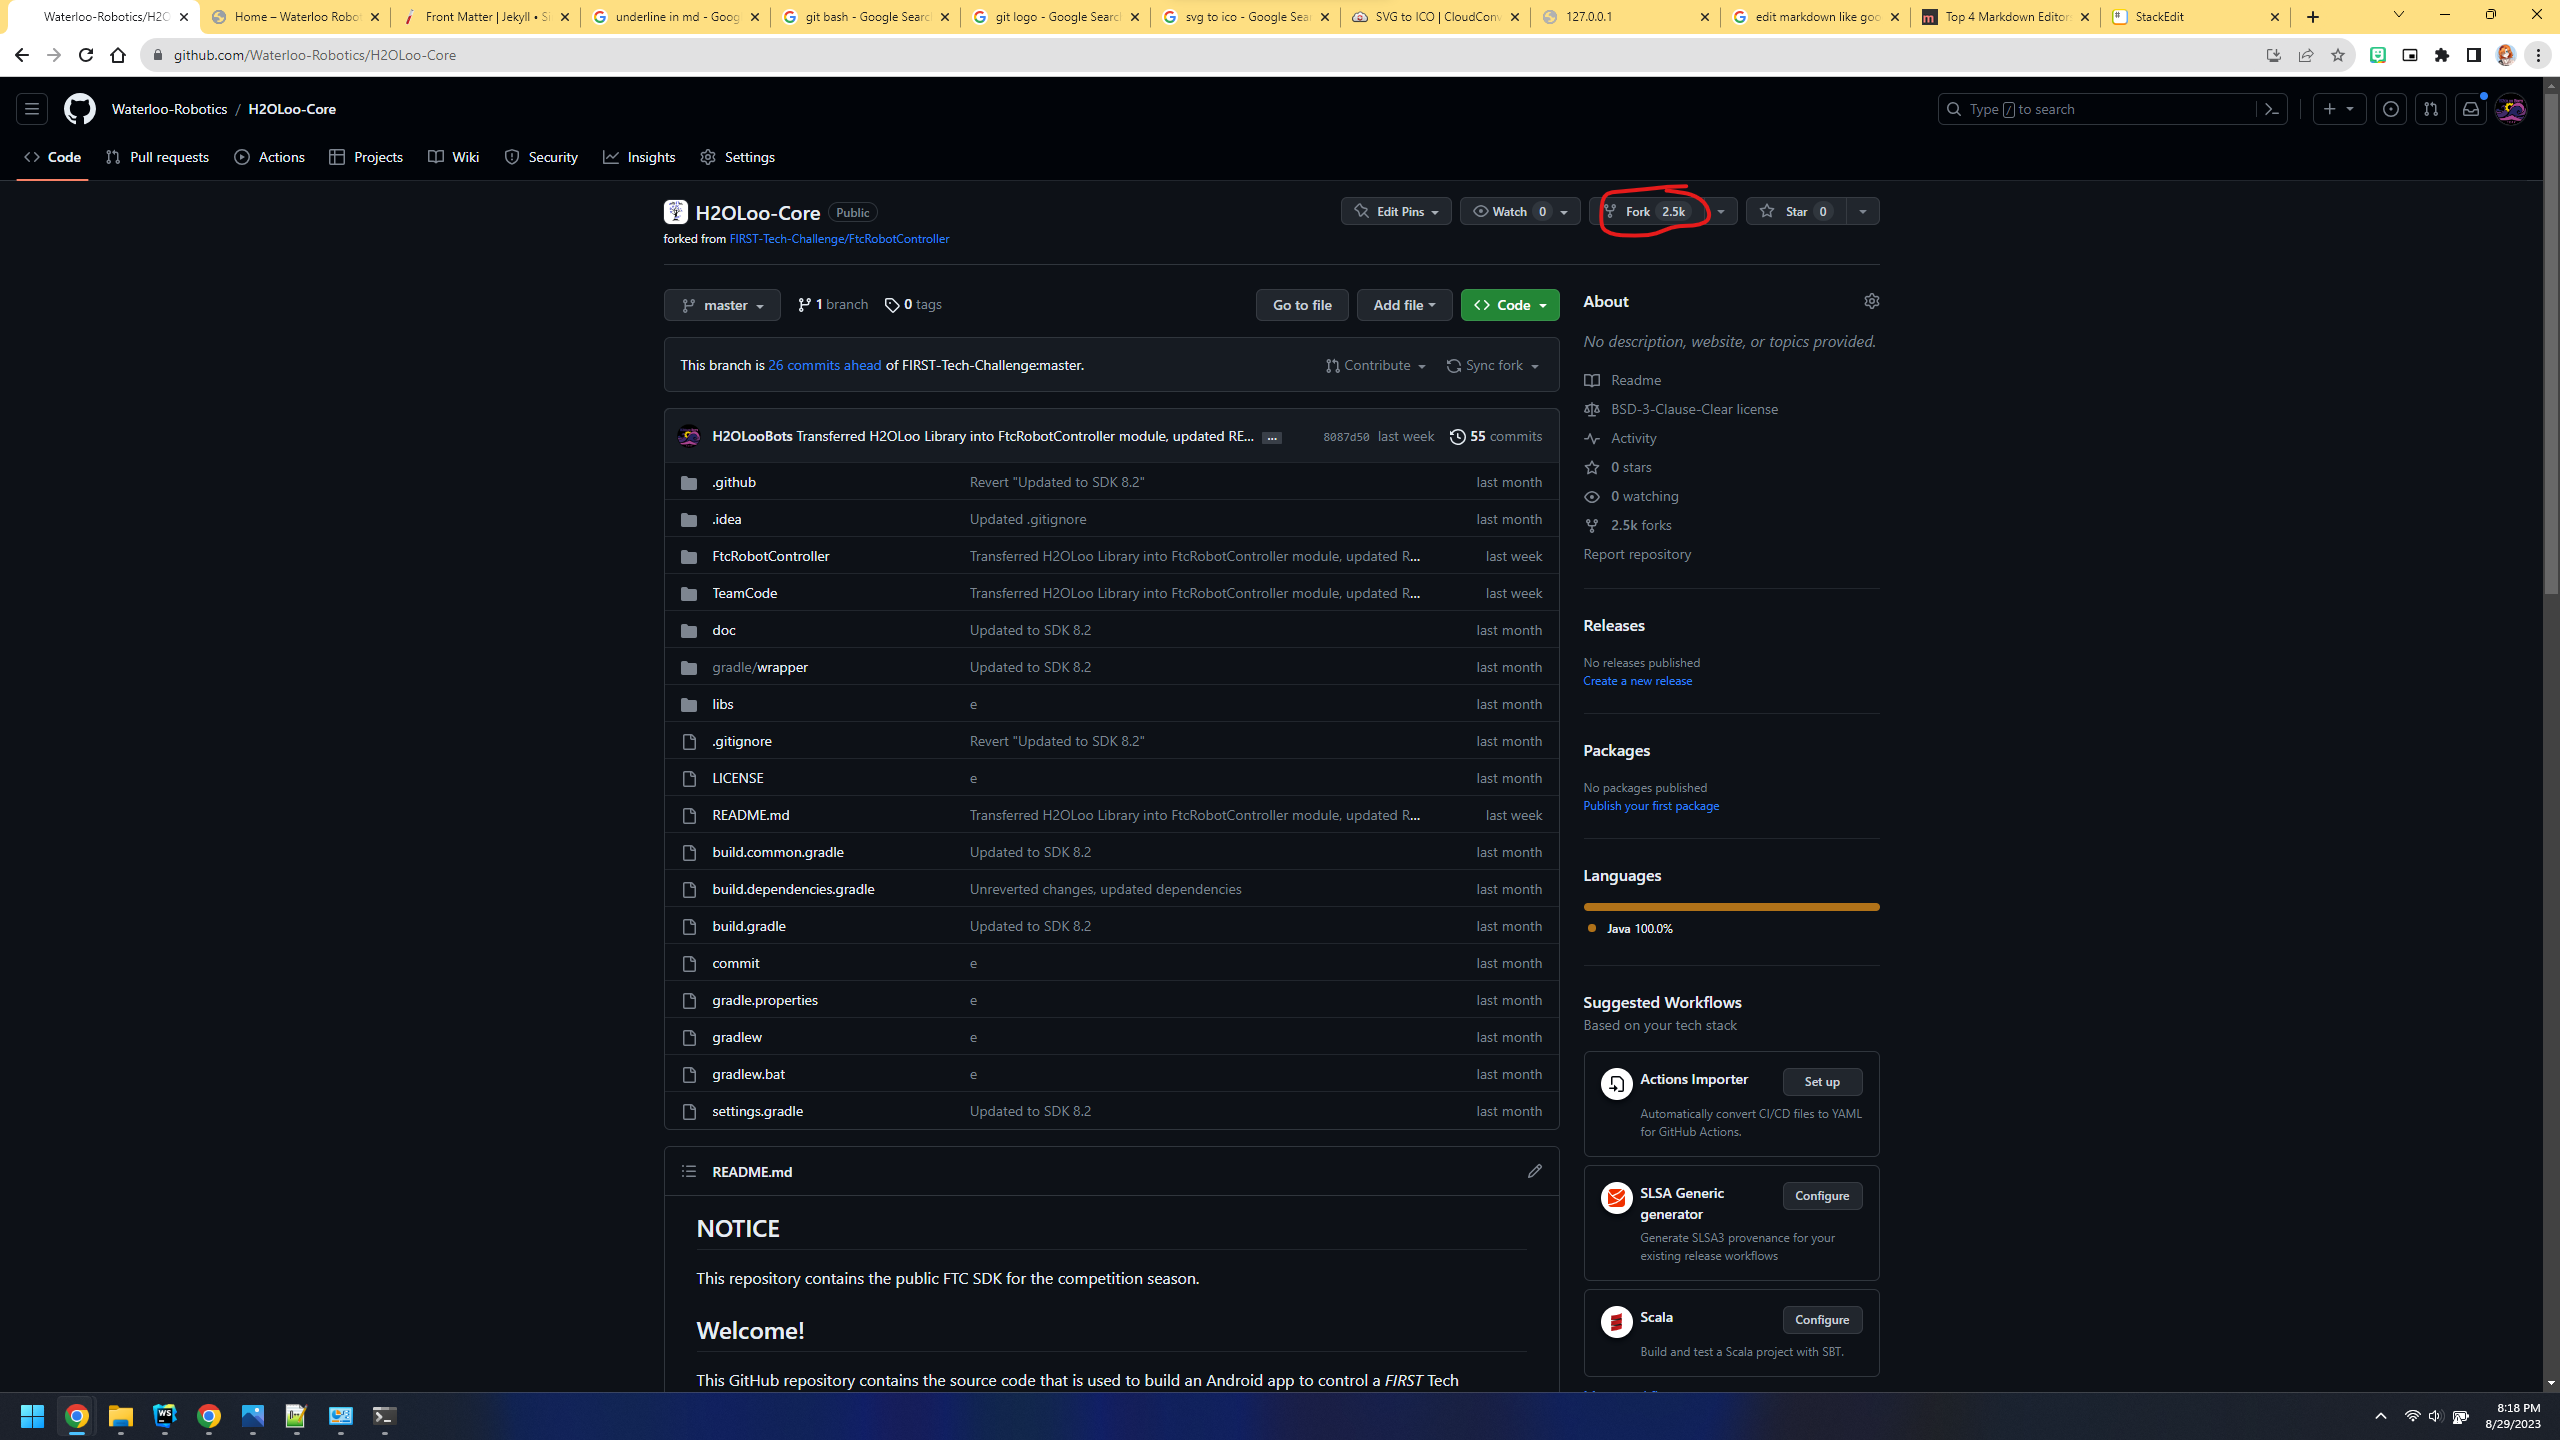 Waterloo-Robotics/H2O
Home – Waterloo Robot
Front Matter | Jekyll • Si
underline in md - Goog
git bash - Google Searc
git logo - Google Searc
svg to ico - Google Sea
SVG to ICO | CloudConv
127.0.0.1
edit markdown like goo
Top 4 Markdown Editor
StackEdit
github.com/Waterloo-Robotics/H2OLoo-Core
Waterloo-Robotics / H2OLoo-Core
Type / to search
Code Pull requests Actions Projects Wiki Security Insights Settings
H2OLoo-Core Public
Edit Pins Watch 0 Fork 2.5k Star 0
forked from FIRST-Tech-Challenge/FtcRobotController
master 1 branch 0 tags Go to file Add file Code
This branch is 26 commits ahead of FIRST-Tech-Challenge:master. Contribute Sync fork
H2OLooBots Transferred H2OLoo Library into FtcRobotController module, updated RE... ... 8087d50 last week 55 commits
.github Revert "Updated to SDK 8.2" last month
.idea Updated .gitignore last month
FtcRobotController Transferred H2OLoo Library into FtcRobotController module, updated R... last week
TeamCode Transferred H2OLoo Library into FtcRobotController module, updated R... last week
doc Updated to SDK 8.2 last month
gradle/wrapper Updated to SDK 8.2 last month
libs e last month
.gitignore Revert "Updated to SDK 8.2" last month
LICENSE e last month
README.md Transferred H2OLoo Library into FtcRobotController module, updated R... last week
build.common.gradle Updated to SDK 8.2 last month
build.dependencies.gradle Unreverted changes, updated dependencies last month
build.gradle Updated to SDK 8.2 last month
commit e last month
gradle.properties e last month
gradlew e last month
gradlew.bat e last month
settings.gradle Updated to SDK 8.2 last month
README.md
NOTICE
This repository contains the public FTC SDK for the competition season.
Welcome!
This GitHub repository contains the source code that is used to build an Android app to control a FIRST Tech
About
No description, website, or topics provided.
Readme
BSD-3-Clause-Clear license
Activity
0 stars
0 watching
2.5k forks
Report repository
Releases
No releases published
Create a new release
Packages
No packages published
Publish your first package
Languages
Java 100.0%
Suggested Workflows
Based on your tech stack
Actions Importer Set up
Automatically convert CI/CD files to YAML
for GitHub Actions.
SLSA Generic
generator
Configure
Generate SLSA3 provenance for your
existing release workflows
Scala Configure
Build and test a Scala project with SBT.
WS
8:18 PM
8/29/2023